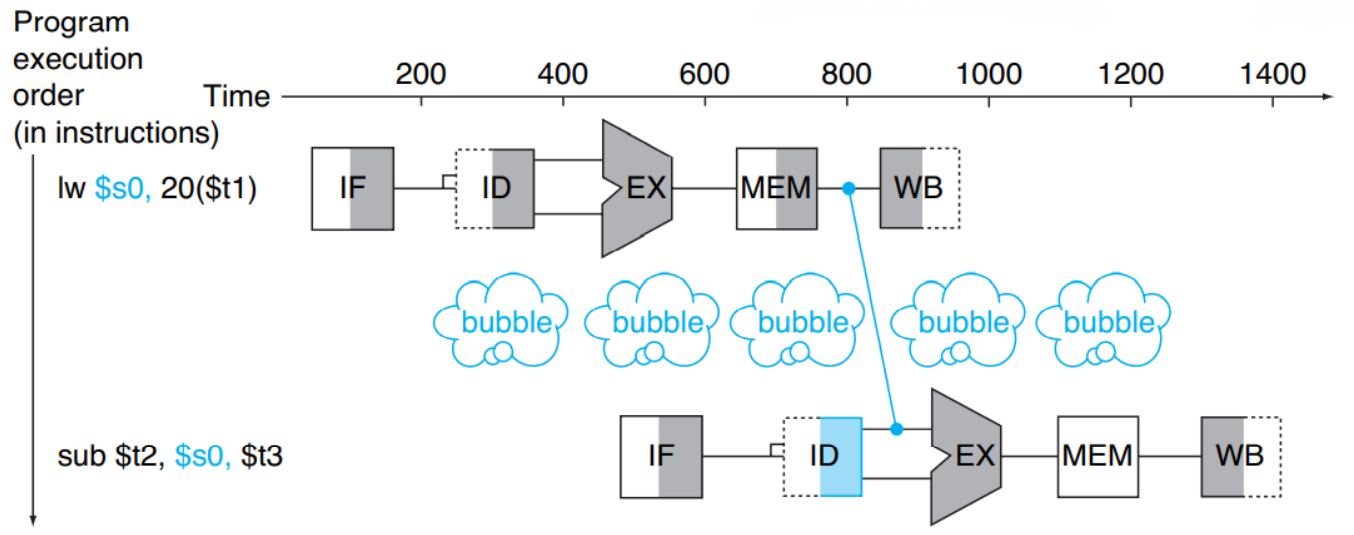 Program
execution
order
(in instructions)
Time
200 400 600 800 1000 1200 1400
lw $s0, 20($t1)
IF ID EX MEM WB
bubble bubble bubble bubble bubble
sub $t2, $s0, $t3
IF ID EX MEM WB